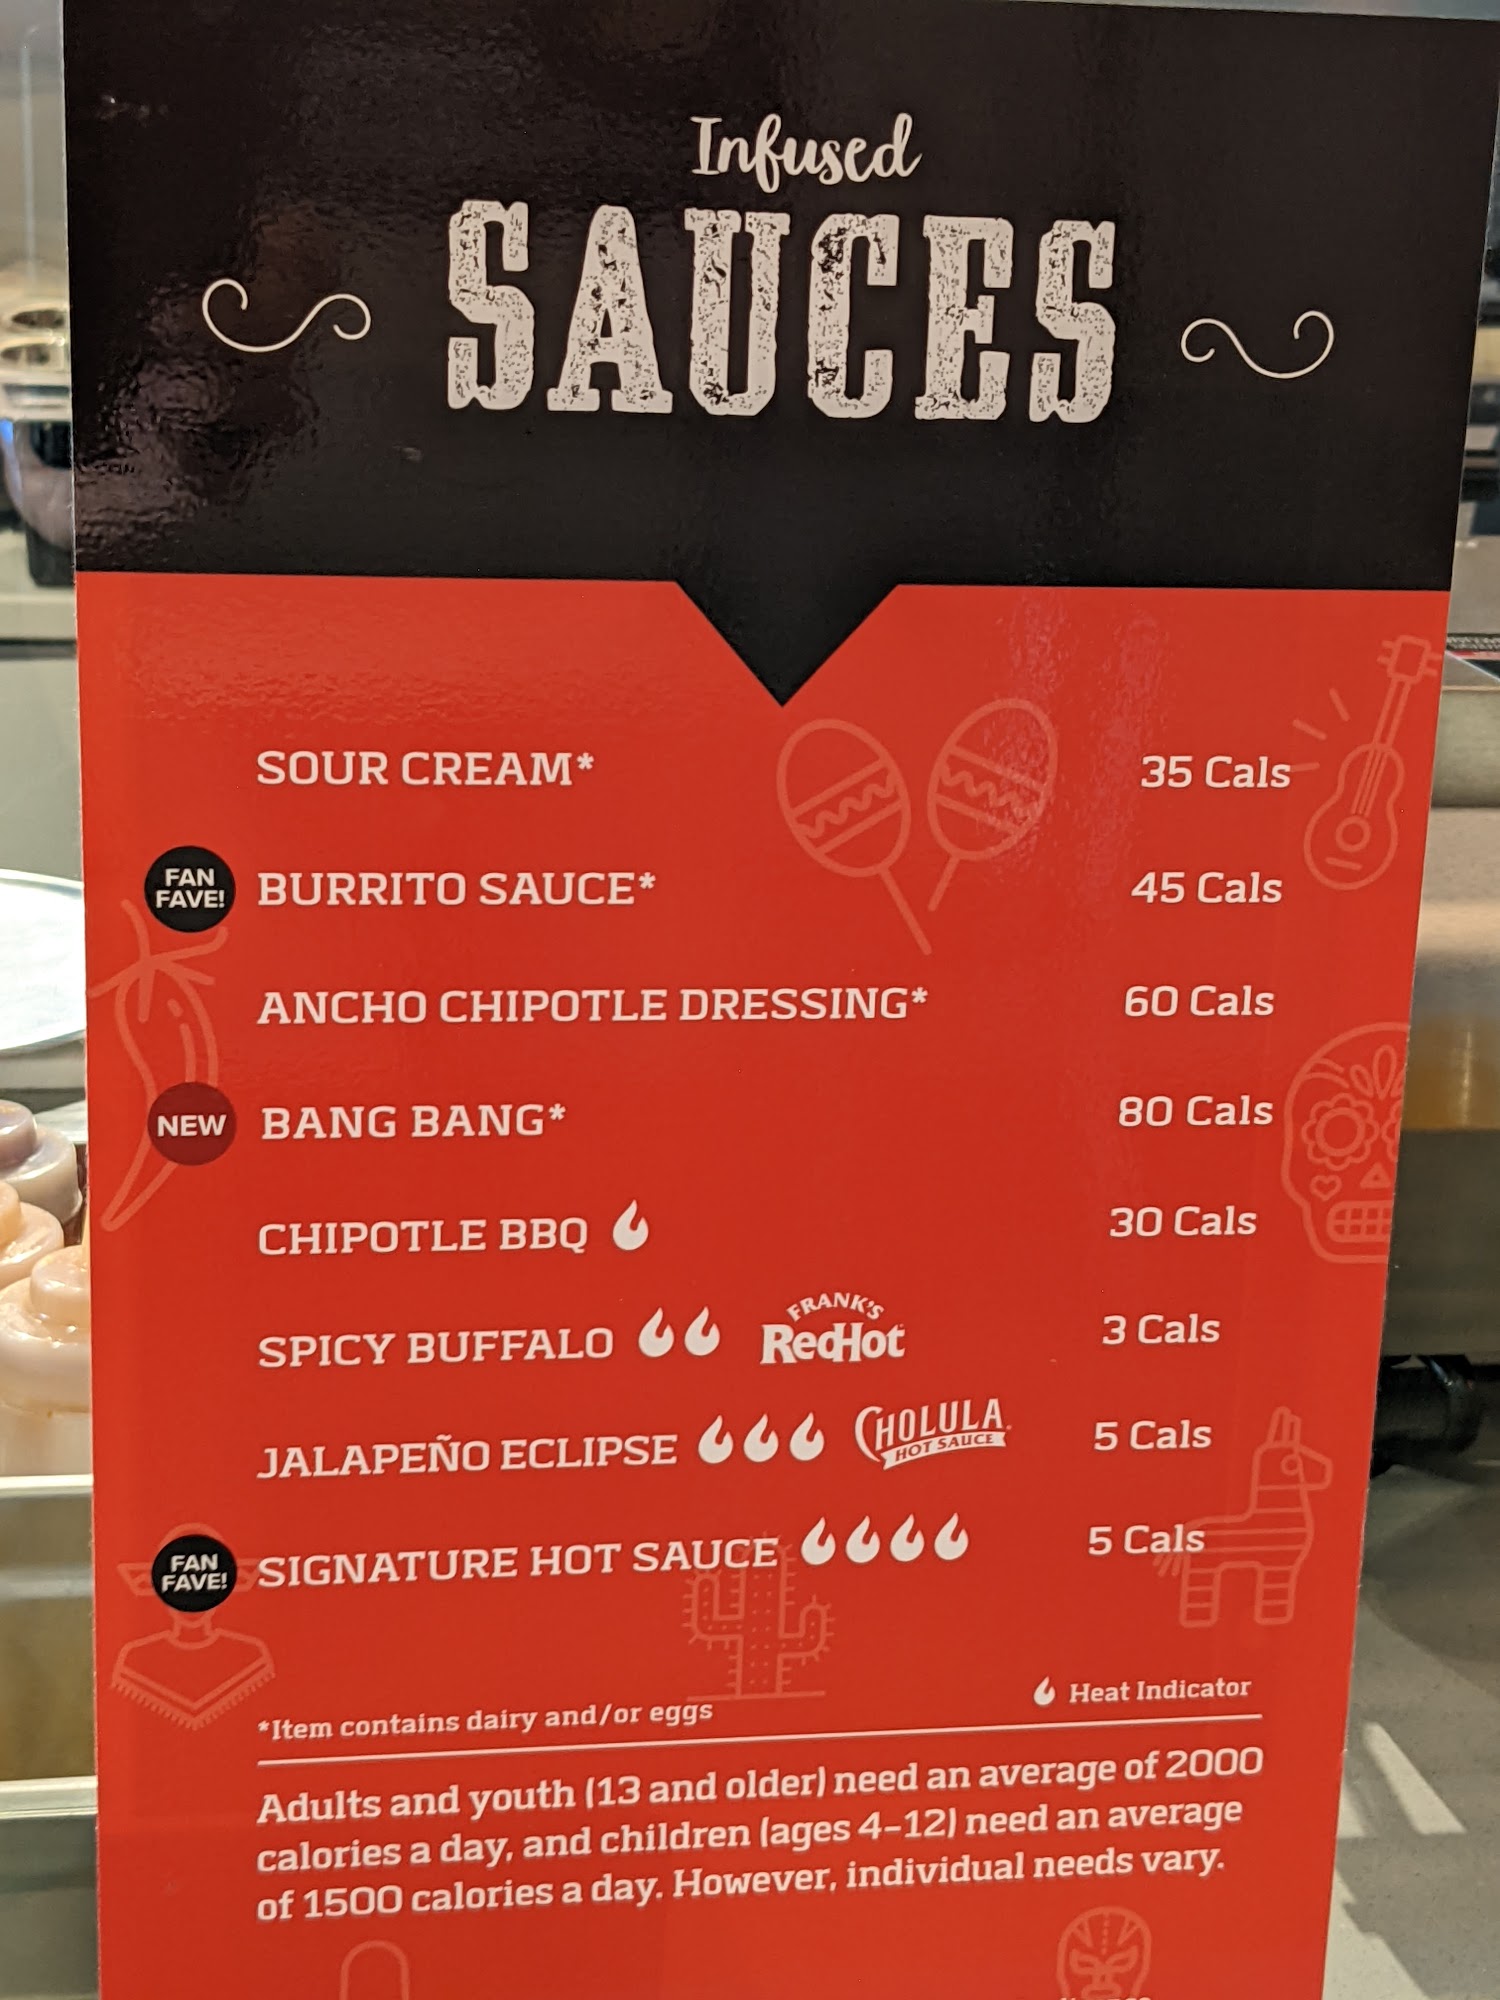 Infused
SAUCES
SOUR CREAM* 35 Cals
FAN FAVE! BURRITO SAUCE* 45 Cals
ANCHO CHIPOTLE DRESSING* 60 Cals
NEW BANG BANG* 80 Cals
CHIPOTLE BBQ 30 Cals
SPICY BUFFALO FRANK'S RedHot 3 Cals
JALAPEÑO ECLIPSE CHOLULA HOT SAUCE 5 Cals
FAN FAVE! SIGNATURE HOT SAUCE 5 Cals
*Item contains dairy and/or eggs Heat Indicator
Adults and youth (13 and older) need an average of 2000
calories a day, and children (ages 4-12) need an average
of 1500 calories a day. However, individual needs vary.